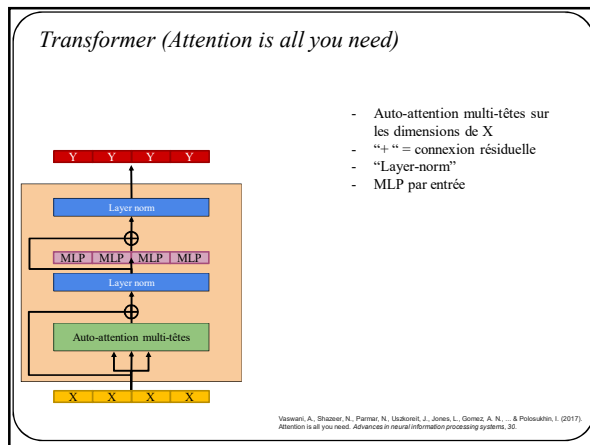 Transformer (Attention is all you need)
- Auto-attention multi-têtes sur
les dimensions de X
- “+ “ = connexion résiduelle
- “Layer-norm”
- MLP par entrée
Y Y Y Y
Layer norm
MLP MLP MLP MLP
Layer norm
Auto-attention multi-têtes
X X X X
Vaswani, A., Shazeer, N., Parmar, N., Uszkoreit, J., Jones, L., Gomez, A. N., ... & Polosukhin, I. (2017).
Attention is all you need. Advances in neural information processing systems, 30.